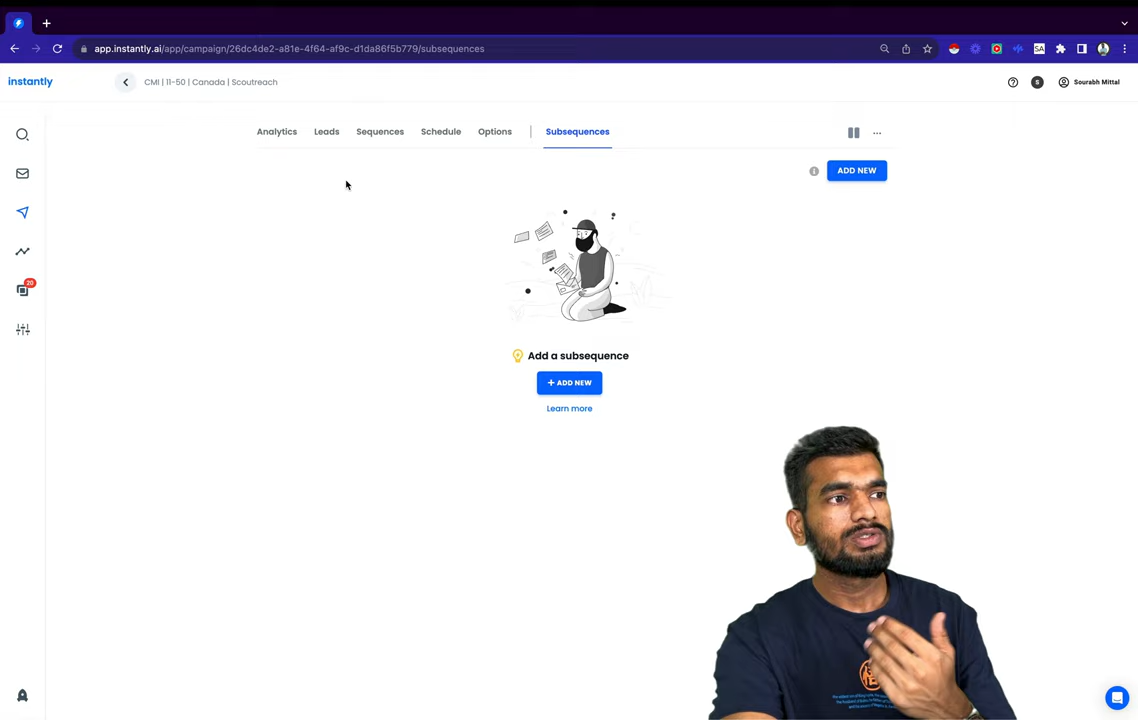 app.instantly.ai/app/campaign/26dc4de2-a81e-4f64-af9c-d1da86f5b779/subsequences
SA
instantly
CMI | 11-50 | Canada | Scoutreach
S
Sourabh Mittal
Analytics
Leads
Sequences
Schedule
Options
Subsequences
ADD NEW
20
Add a subsequence
+ ADD NEW
Learn more